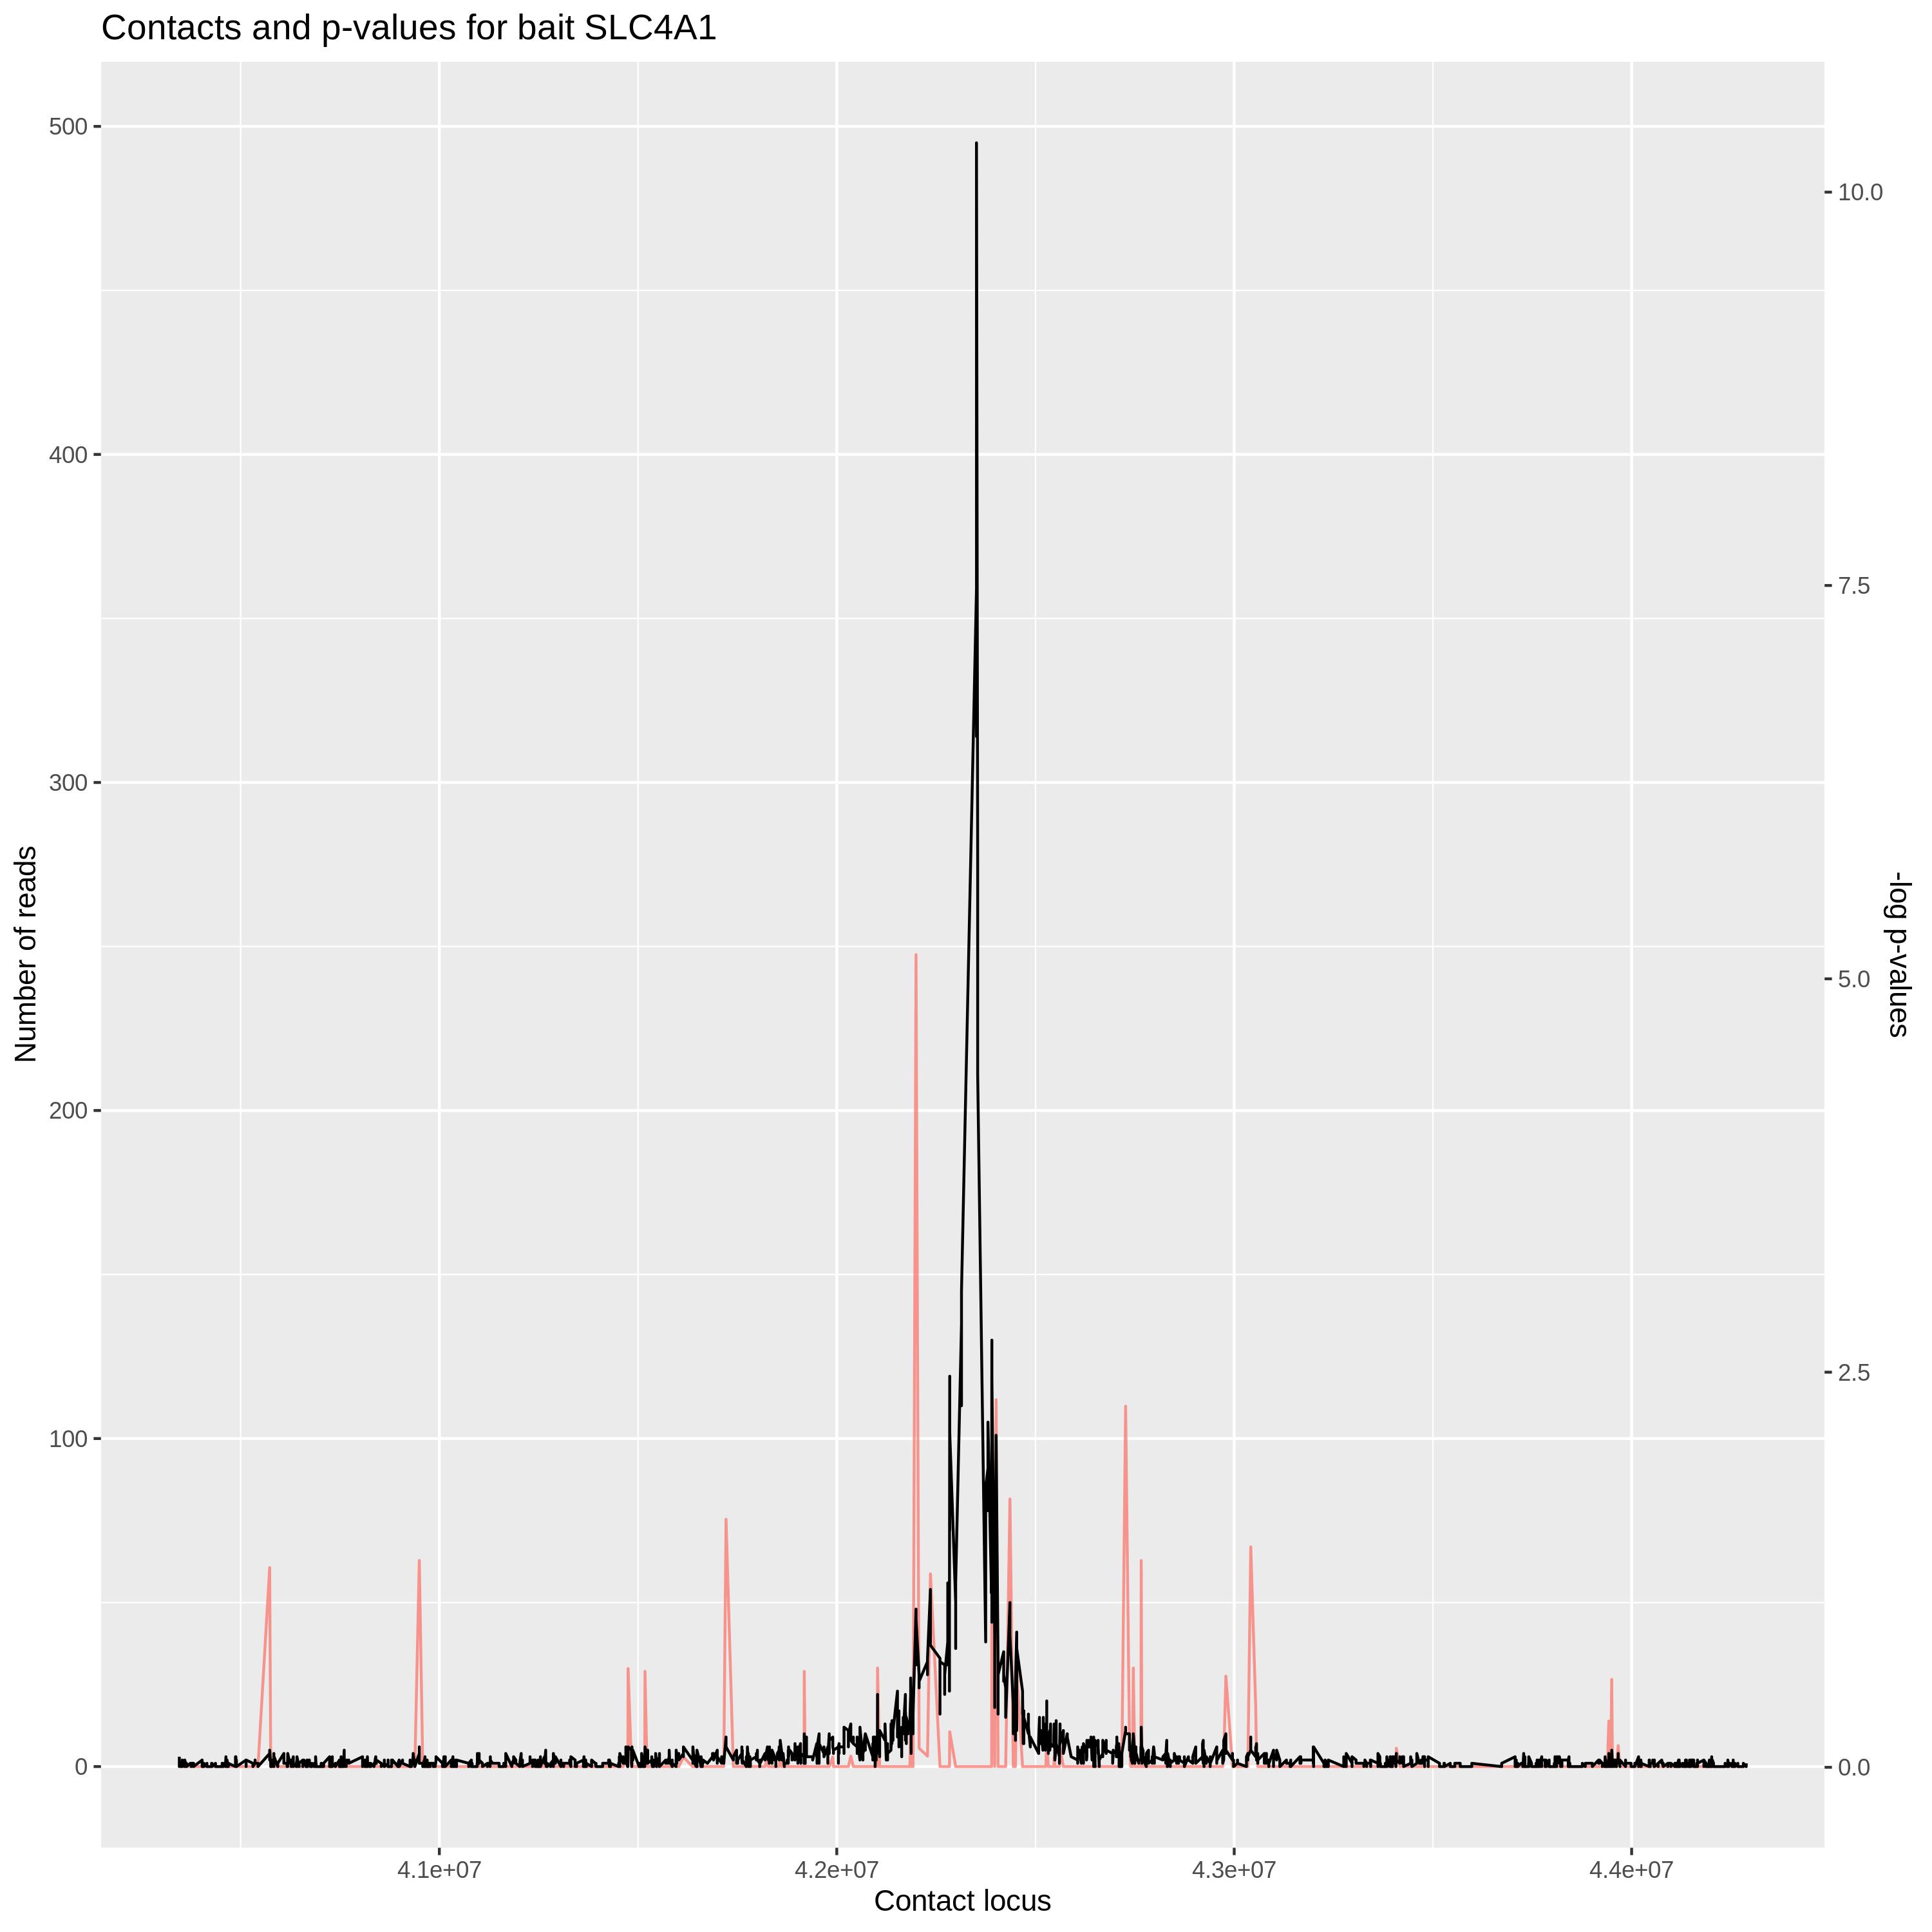 Contacts and p-values for bait SLC4A1
500
400
300
200
100
0
Number of reads
10.0
7.5
5.0
2.5
0.0
-log p-values
4.1e+07
4.2e+07
4.3e+07
4.4e+07
Contact locus